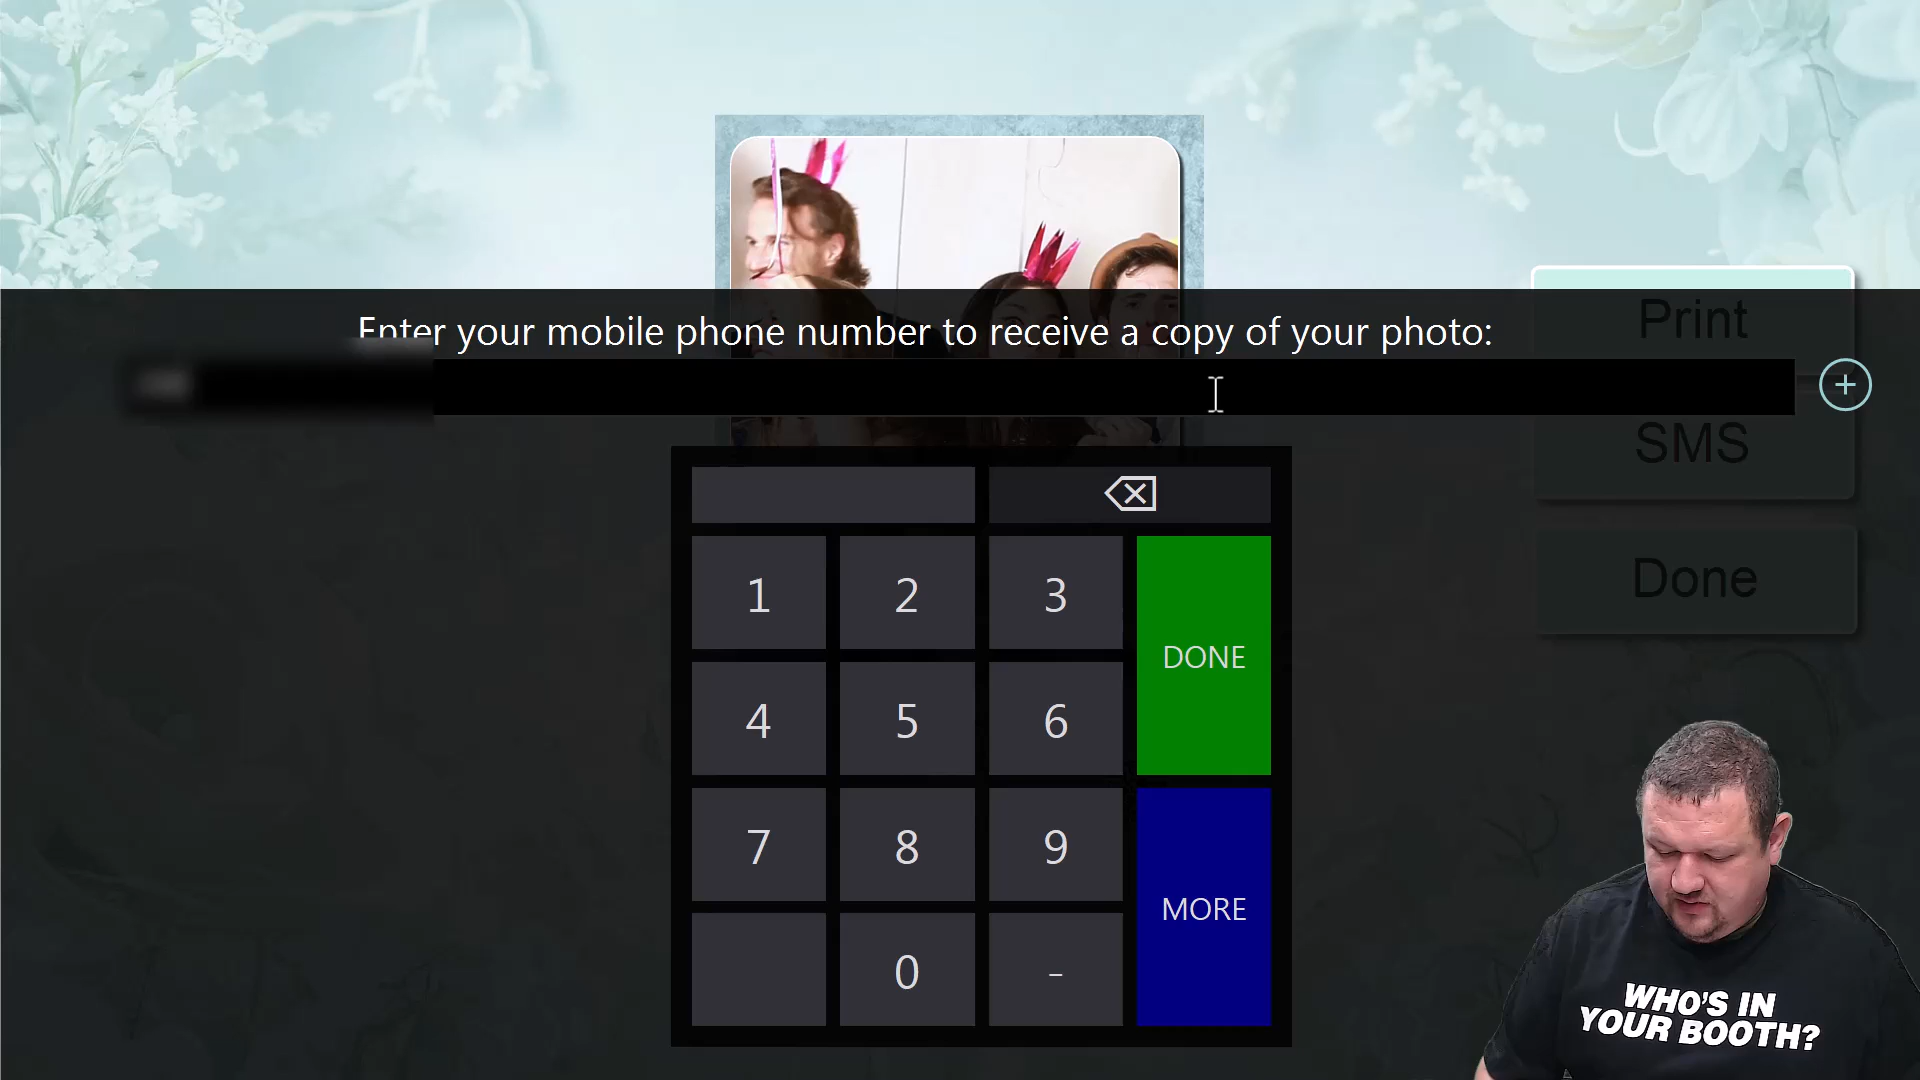 Enter your mobile phone number to receive a copy of your photo:
Print
SMS
Done
1 2 3
DONE
4 5 6
7 8 9
MORE
0 -
WHO'S IN
YOUR BOOTH?